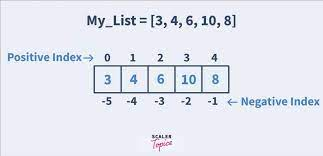 My_List = [3, 4, 6, 10, 8]
Positive Index → 0 1 2 3 4
3 4 6 10 8
-5 -4 -3 -2 -1 ← Negative Index
SCALER
Topics